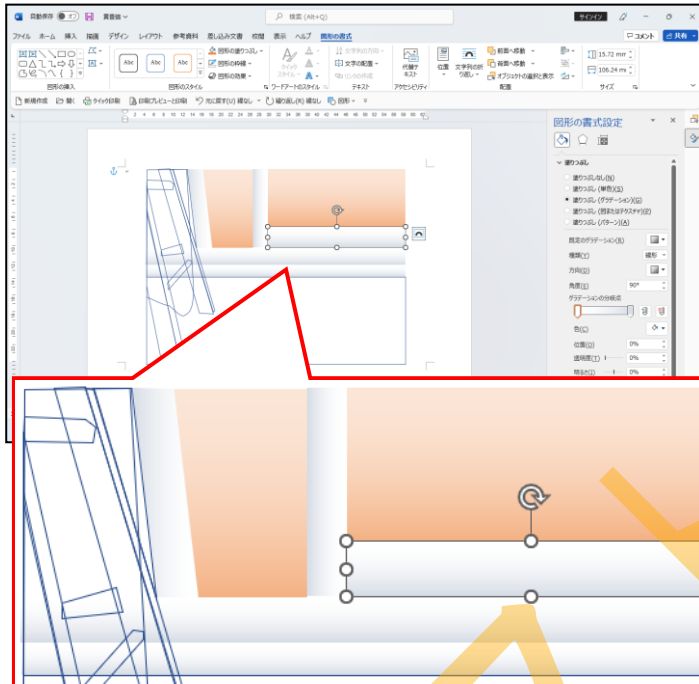 自動保存 オフ 貫曽線 検索 (Alt+Q) サインイン
ファイル ホーム 挿入 描画 デザイン レイアウト 参考資料 差し込み文書 校閲 表示 ヘルプ 図形の書式 コメント 共有
図形の塗りつぶし
図形の枠線
図形の効果
Abc Abc Abc
クイック スタイル
文字列の方向
文字の配置
リンクの作成
代替テキスト
位置 文字列の折り返し
前面へ移動
背面へ移動
オブジェクトの選択と表示
15.72 mm
106.24 mm
図形の挿入 図形のスタイル ワードアートのスタイル テキスト アクセシビリティ 配置 サイズ
新規作成 開く クイック印刷 印刷プレビューと印刷 元に戻す(U) 縁なし 繰り返し(R) 縁なし 図形
図形の書式設定
塗りつぶし
塗りつぶしなし(N)
塗りつぶし (単色)(S)
塗りつぶし (グラデーション)(G)
塗りつぶし (図またはテクスチャ)(P)
塗りつぶし (パターン)(A)
既定のグラデーション(R)
種類(Y) 線形
方向(D)
角度(E) 90°
グラデーションの分岐点
色(C)
位置(O) 0%
透明度(T) 0%
明るさ(I) 0%